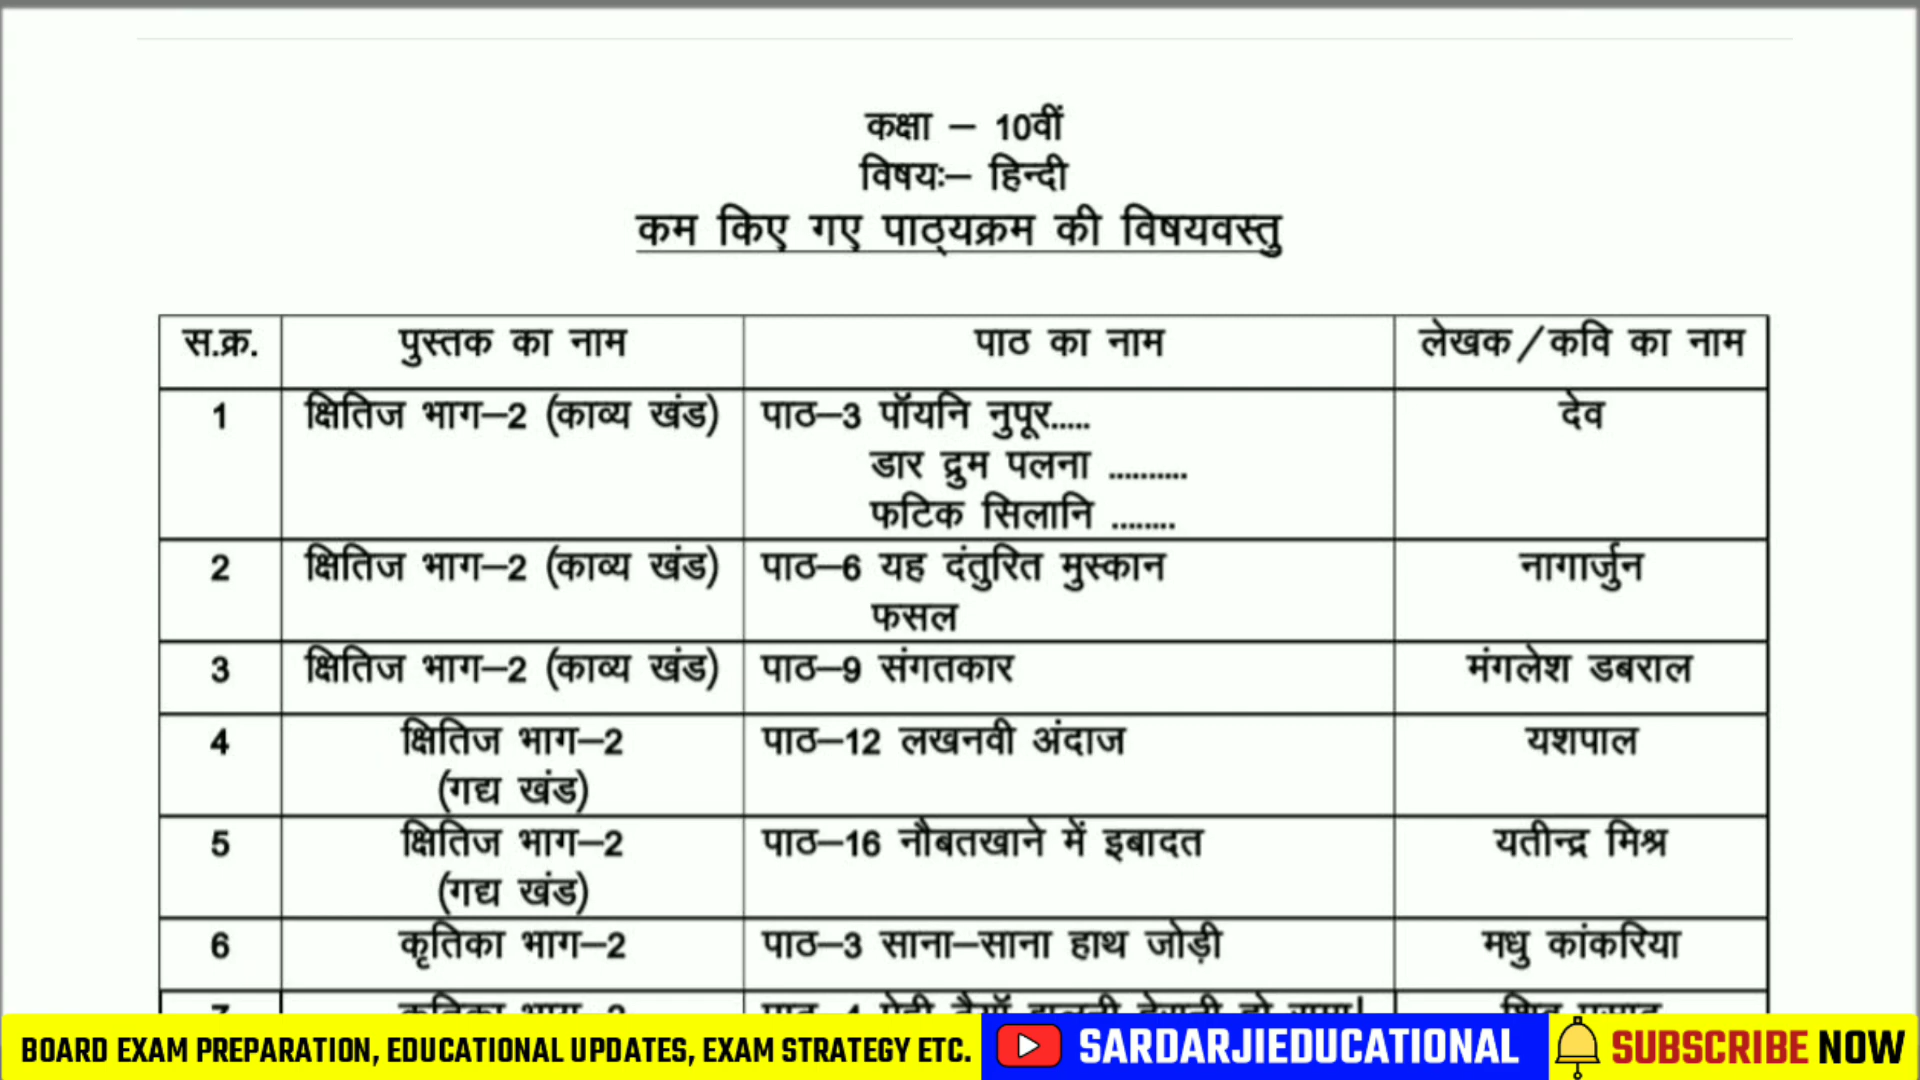 कक्षा – 10वीं
विषयः– हिन्दी
कम किए गए पाठ्यक्रम की विषयवस्तु
स.क्र. पुस्तक का नाम पाठ का नाम लेखक/कवि का नाम
1 क्षितिज भाग–2 (काव्य खंड) पाठ–3 पॉयनि नुपूर..... देव
डार द्रुम पलना ..........
फटिक सिलानि ........
2 क्षितिज भाग–2 (काव्य खंड) पाठ–6 यह दंतुरित मुस्कान नागार्जुन
फसल
3 क्षितिज भाग–2 (काव्य खंड) पाठ–9 संगतकार मंगलेश डबराल
4 क्षितिज भाग–2 पाठ–12 लखनवी अंदाज यशपाल
(गद्य खंड)
5 क्षितिज भाग–2 पाठ–16 नौबतखाने में इबादत यतीन्द्र मिश्र
(गद्य खंड)
6 कृतिका भाग–2 पाठ–3 साना–साना हाथ जोड़ी मधु कांकरिया
BOARD EXAM PREPARATION, EDUCATIONAL UPDATES, EXAM STRATEGY ETC. SARDARJIEDUCATIONAL SUBSCRIBE NOW